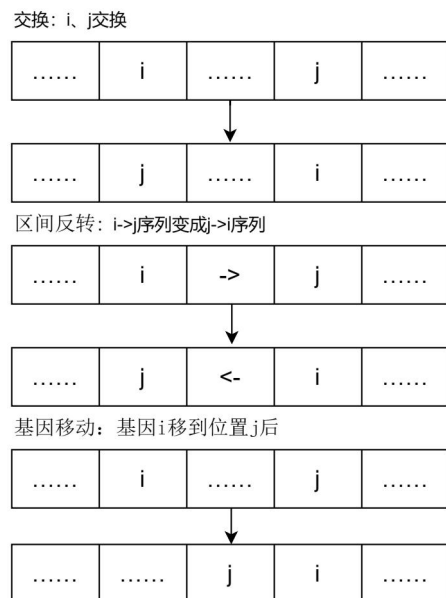 交换：i、j交换
…… i …… j ……
…… j …… i ……
区间反转：i->j序列变成j->i序列
…… i -> j ……
…… j <- i ……
基因移动：基因i移到位置j后
…… i …… j ……
…… …… j i ……